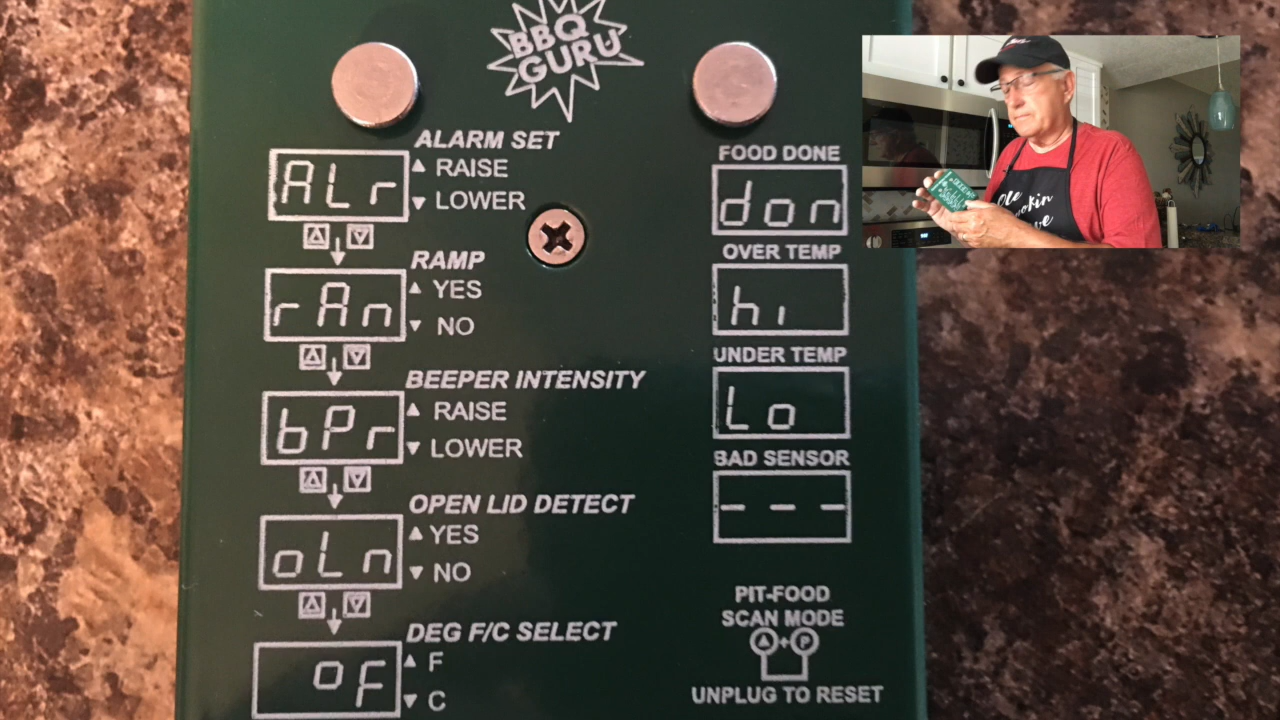 BBQ
GURU
ALARM SET
ALr
▲ RAISE
▼ LOWER
RAMP
rAn
▲ YES
▼ NO
BEEPER INTENSITY
bPr
▲ RAISE
▼ LOWER
OPEN LID DETECT
oLn
▲ YES
▼ NO
DEG F/C SELECT
°F
▲ F
▼ C
FOOD DONE
don
OVER TEMP
hi
UNDER TEMP
Lo
BAD SENSOR
- - -
PIT-FOOD
SCAN MODE
▲ + P
UNPLUG TO RESET
Ole